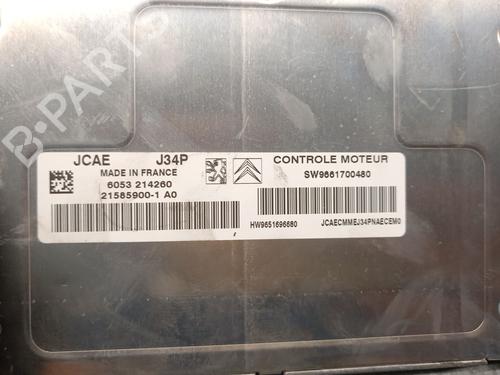 B-PARTS
JCAE J34P
MADE IN FRANCE
6053 214260
21585900-1 A0
CONTROLE MOTEUR
SW9661700480
HW9651696680
JCAECMMEJ34PNAECEM0